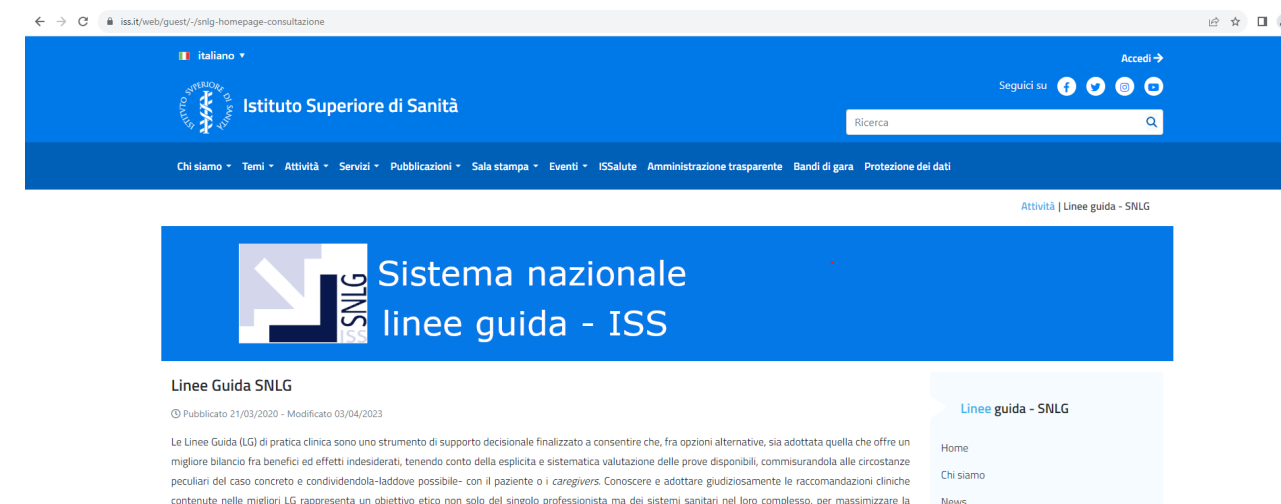 iss.it/web/guest/-/snlg-homepage-consultazione
italiano
Accedi
ISTITUTO SUPERIORE DI SANITÀ
Istituto Superiore di Sanità
Seguici su
Ricerca
Chi siamo Temi Attività Servizi Pubblicazioni Sala stampa Eventi ISSalute Amministrazione trasparente Bandi di gara Protezione dei dati
Attività | Linee guida - SNLG
SNLG
ISS
Sistema nazionale
linee guida - ISS
Linee Guida SNLG
Pubblicato 21/03/2020 - Modificato 03/04/2023
Le Linee Guida (LG) di pratica clinica sono uno strumento di supporto decisionale finalizzato a consentire che, fra opzioni alternative, sia adottata quella che offre un
migliore bilancio fra benefici ed effetti indesiderati, tenendo conto della esplicita e sistematica valutazione delle prove disponibili, commisurandola alle circostanze
peculiari del caso concreto e condividendola-laddove possibile- con il paziente o i caregivers. Conoscere e adottare giudiziosamente le raccomandazioni cliniche
contenute nelle migliori LG rappresenta un obiettivo etico non solo del singolo professionista ma dei sistemi sanitari nel loro complesso, per massimizzare la
Linee guida - SNLG
Home
Chi siamo
News